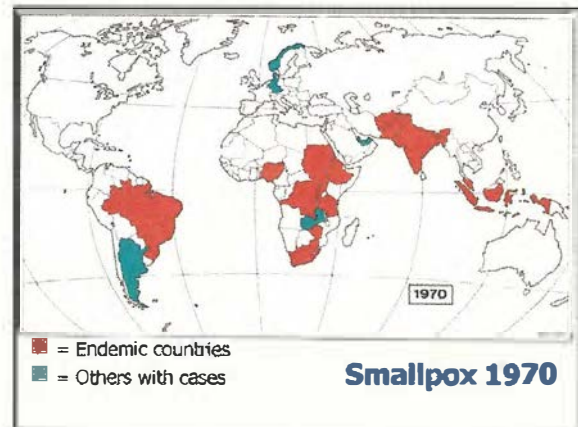 1970
= Endemic countries
= Others with cases
Smallpox 1970